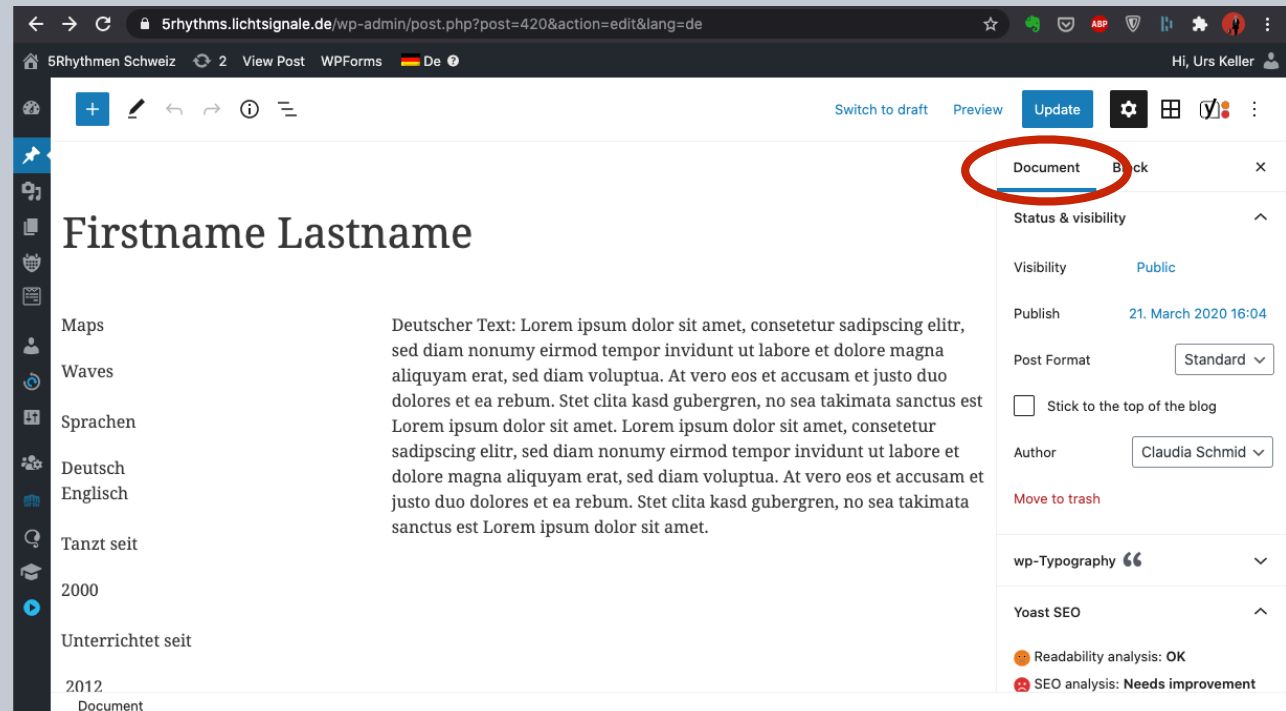 5rhythms.lichtsignale.de/wp-admin/post.php?post=420&action=edit&lang=de
ABP
5Rhythmen Schweiz 2 View Post WPForms De Hi, Urs Keller
Switch to draft Preview Update
Document Block
Status & visibility
Visibility Public
Publish 21. March 2020 16:04
Post Format Standard
Stick to the top of the blog
Author Claudia Schmid
Move to trash
wp-Typography
Yoast SEO
Readability analysis: OK
SEO analysis: Needs improvement
Firstname Lastname
Maps
Waves
Sprachen
Deutsch
Englisch
Tanzt seit
2000
Unterrichtet seit
2012
Deutscher Text: Lorem ipsum dolor sit amet, consetetur sadipscing elitr,
sed diam nonumy eirmod tempor invidunt ut labore et dolore magna
aliquyam erat, sed diam voluptua. At vero eos et accusam et justo duo
dolores et ea rebum. Stet clita kasd gubergren, no sea takimata sanctus est
Lorem ipsum dolor sit amet. Lorem ipsum dolor sit amet, consetetur
sadipscing elitr, sed diam nonumy eirmod tempor invidunt ut labore et
dolore magna aliquyam erat, sed diam voluptua. At vero eos et accusam et
justo duo dolores et ea rebum. Stet clita kasd gubergren, no sea takimata
sanctus est Lorem ipsum dolor sit amet.
Document